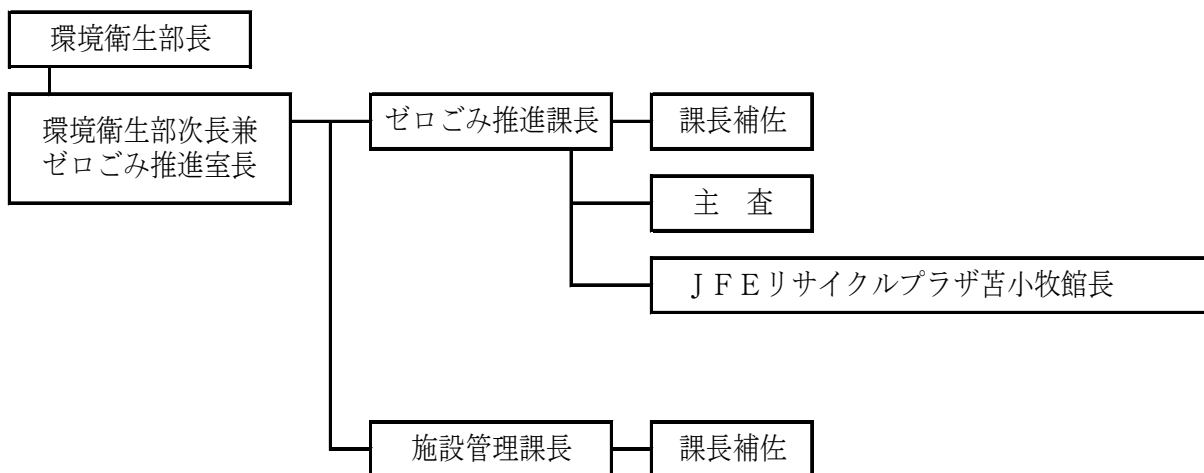 環境衛生部長
環境衛生部次長兼
ゼロごみ推進室長
ゼロごみ推進課長
課長補佐
主　査
ＪＦＥリサイクルプラザ苫小牧館長
施設管理課長
課長補佐